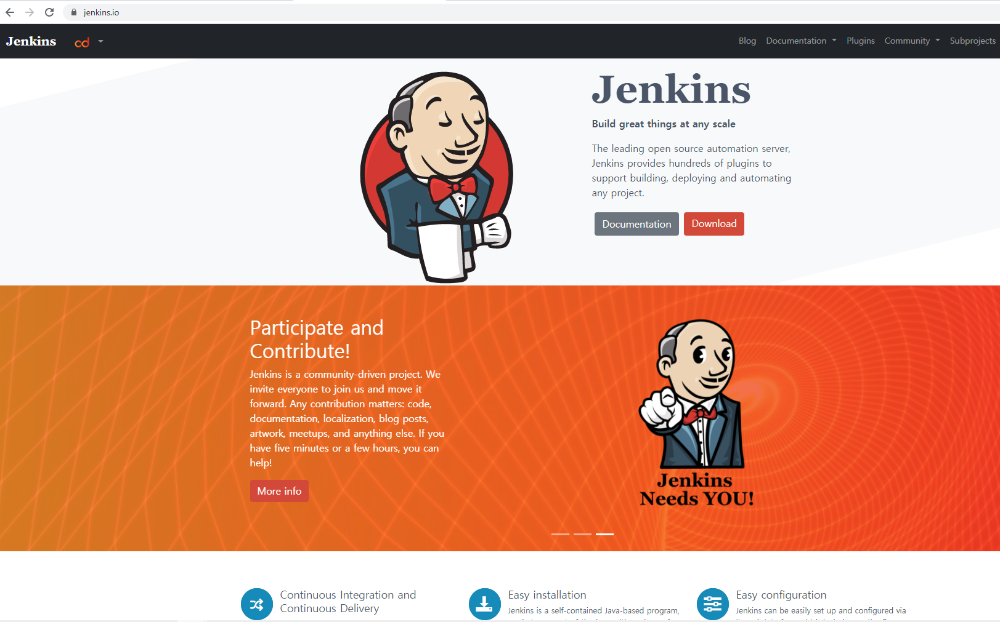 jenkins.io
Jenkins
cd
Blog Documentation Plugins Community Subprojects
Jenkins
Build great things at any scale
The leading open source automation server,
Jenkins provides hundreds of plugins to
support building, deploying and automating
any project.
Documentation Download
Participate and
Contribute!
Jenkins is a community-driven project. We
invite everyone to join us and move it
forward. Any contribution matters: code,
documentation, localization, blog posts,
artwork, meetups, and anything else. If you
have five minutes or a few hours, you can
help!
More info
Jenkins
Needs YOU!
Continuous Integration and
Continuous Delivery
Easy installation
Jenkins is a self-contained Java-based program,
Easy configuration
Jenkins can be easily set up and configured via